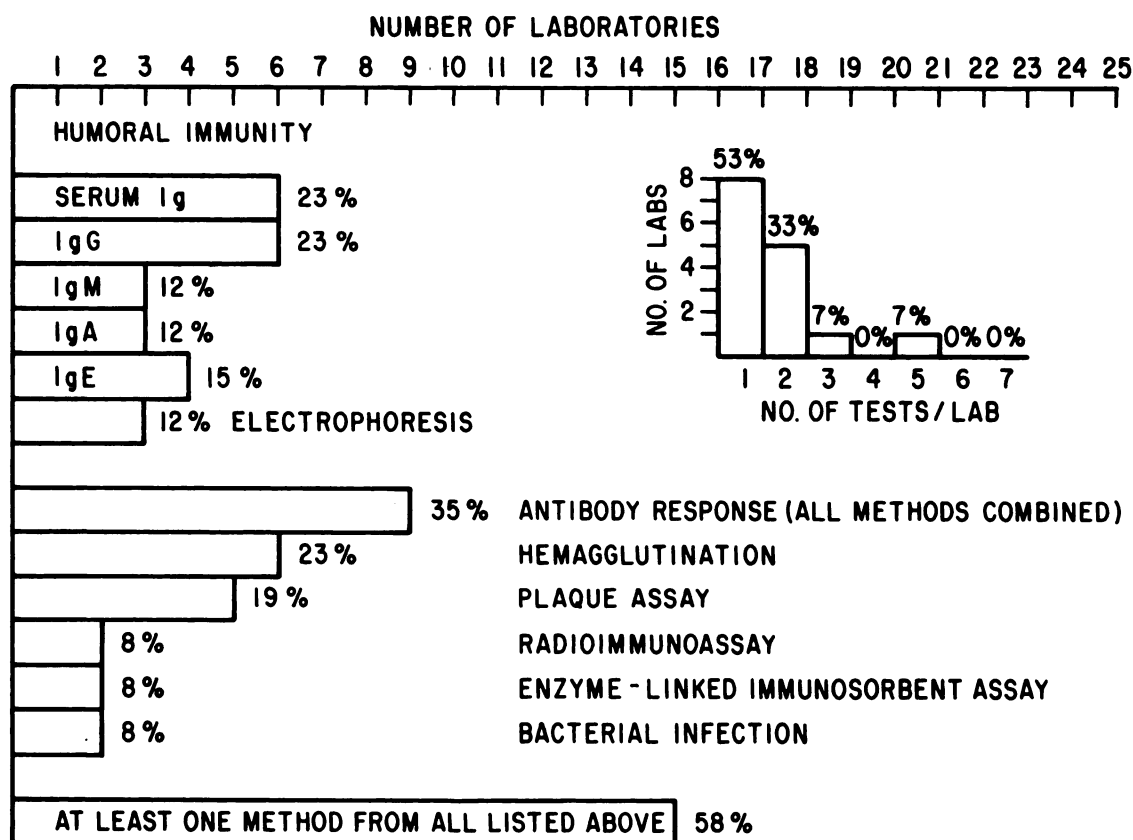 NUMBER OF LABORATORIES
1 2 3 4 5 6 7 8 9 10 11 12 13 14 15 16 17 18 19 20 21 22 23 24 25
HUMORAL IMMUNITY
SERUM Ig 23%
IgG 23%
IgM 12%
IgA 12%
IgE 15%
12% ELECTROPHORESIS
53%
33%
7% 0% 7% 0% 0%
NO. OF LABS
8
6
4
2
1 2 3 4 5 6 7
NO. OF TESTS/LAB
35% ANTIBODY RESPONSE (ALL METHODS COMBINED)
23% HEMAGGLUTINATION
19% PLAQUE ASSAY
8% RADIOIMMUNOASSAY
8% ENZYME-LINKED IMMUNOSORBENT ASSAY
8% BACTERIAL INFECTION
AT LEAST ONE METHOD FROM ALL LISTED ABOVE 58%